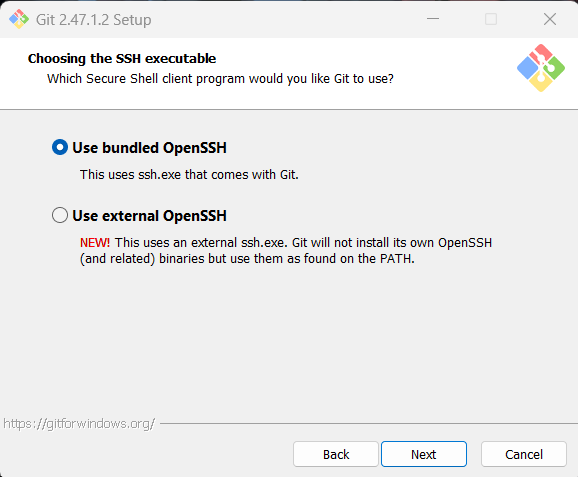 Git 2.47.1.2 Setup
Choosing the SSH executable
Which Secure Shell client program would you like Git to use?
Use bundled OpenSSH
This uses ssh.exe that comes with Git.
Use external OpenSSH
NEW! This uses an external ssh.exe. Git will not install its own OpenSSH
(and related) binaries but use them as found on the PATH.
https://gitforwindows.org/
Back Next Cancel